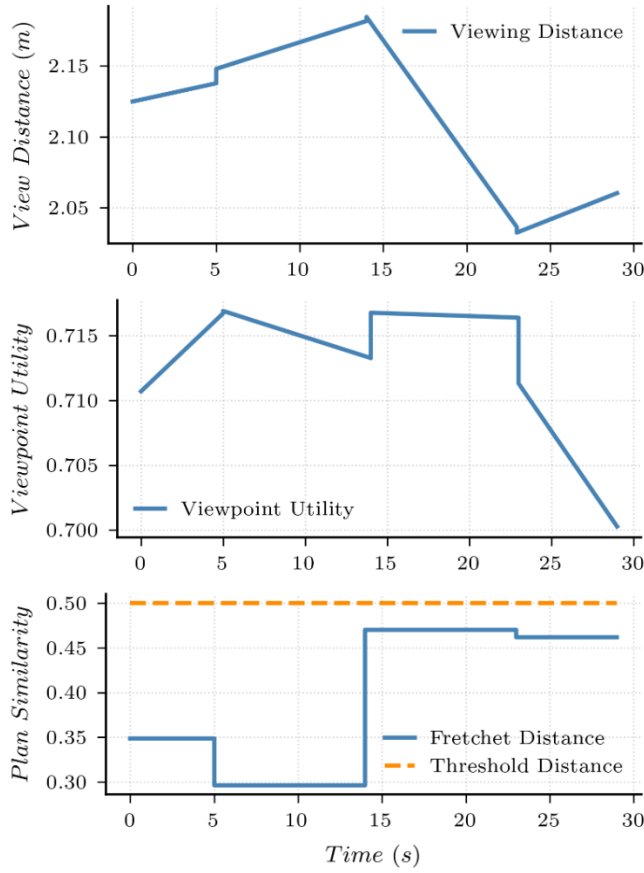 View Distance (m)
2.15
2.10
2.05
Viewing Distance
0 5 10 15 20 25 30
Viewpoint Utility
0.715
0.710
0.705
0.700
Viewpoint Utility
0 5 10 15 20 25 30
Plan Similarity
0.50
0.45
0.35
0.30
Fretchet Distance
Threshold Distance
0 5 10 15 20 25 30
Time (s)